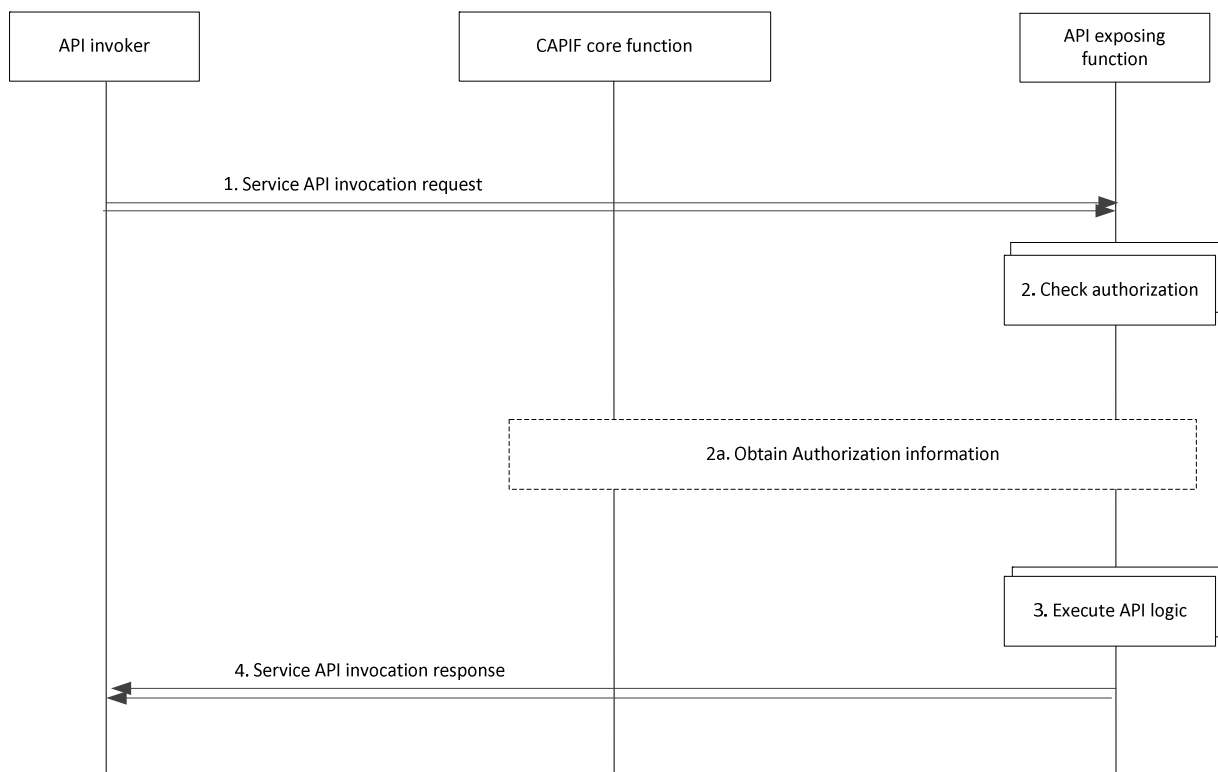 API invoker
CAPIF core function
API exposing
function
1. Service API invocation request
2. Check authorization
2a. Obtain Authorization information
3. Execute API logic
4. Service API invocation response